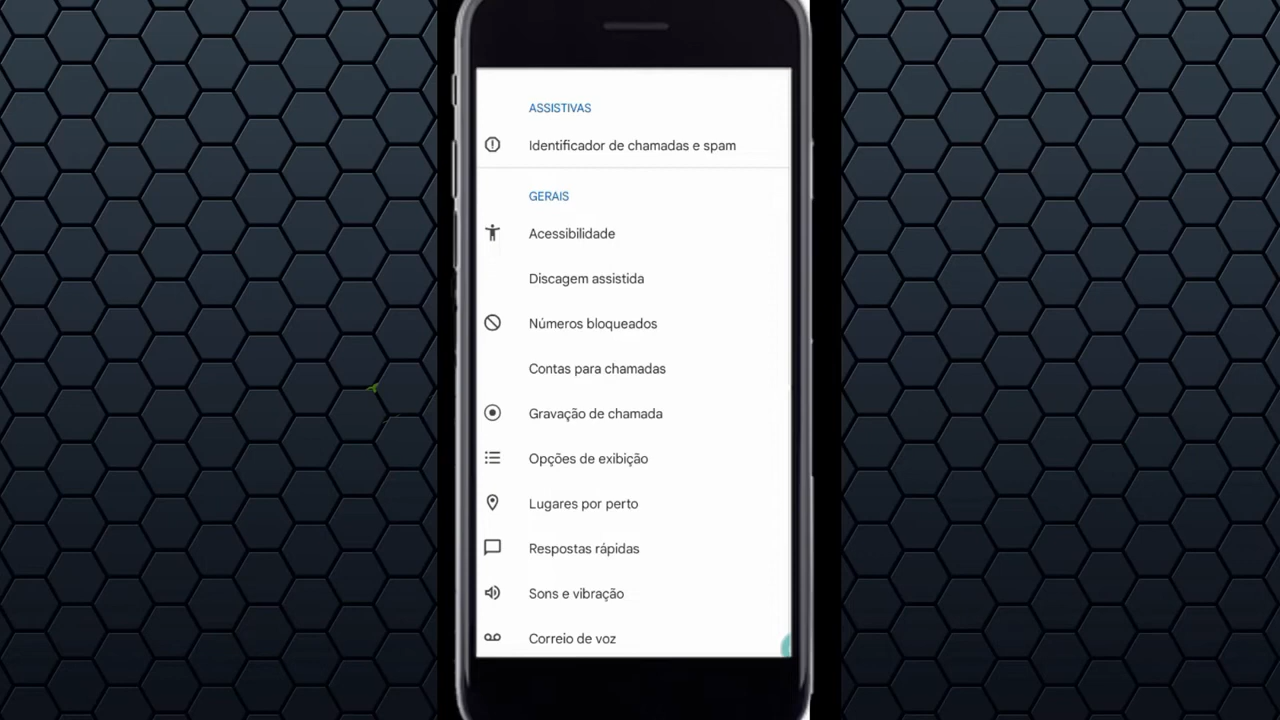 ASSISTIVAS
Identificador de chamadas e spam
GERAIS
Acessibilidade
Discagem assistida
Números bloqueados
Contas para chamadas
Gravação de chamada
Opções de exibição
Lugares por perto
Respostas rápidas
Sons e vibração
Correio de voz